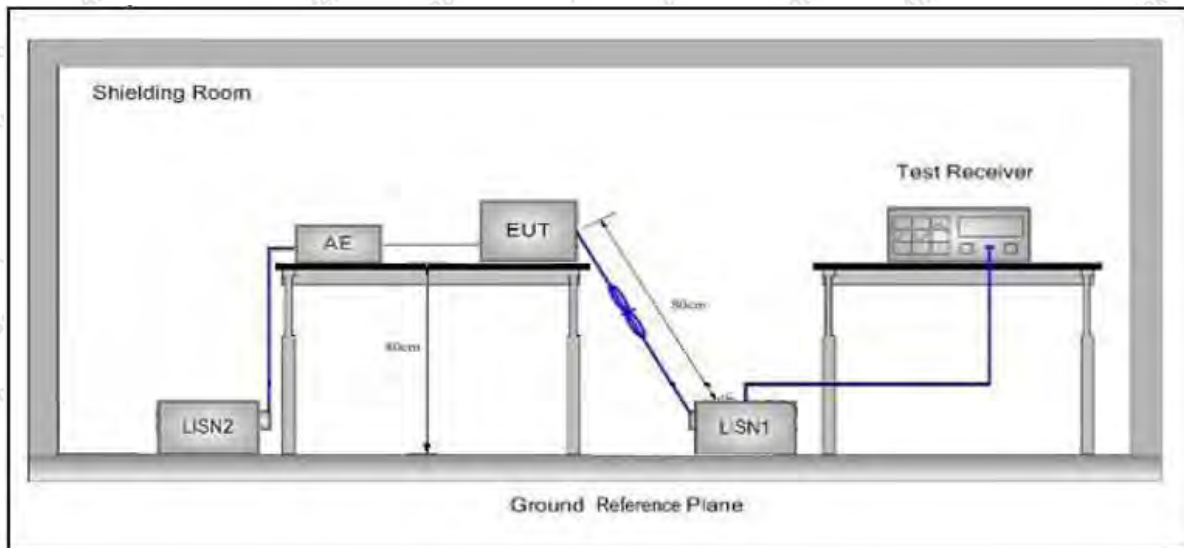 Shielding Room
Test Receiver
AE
EUT
80cm
80cm
LISN2
LISN1
Ground Reference Plane